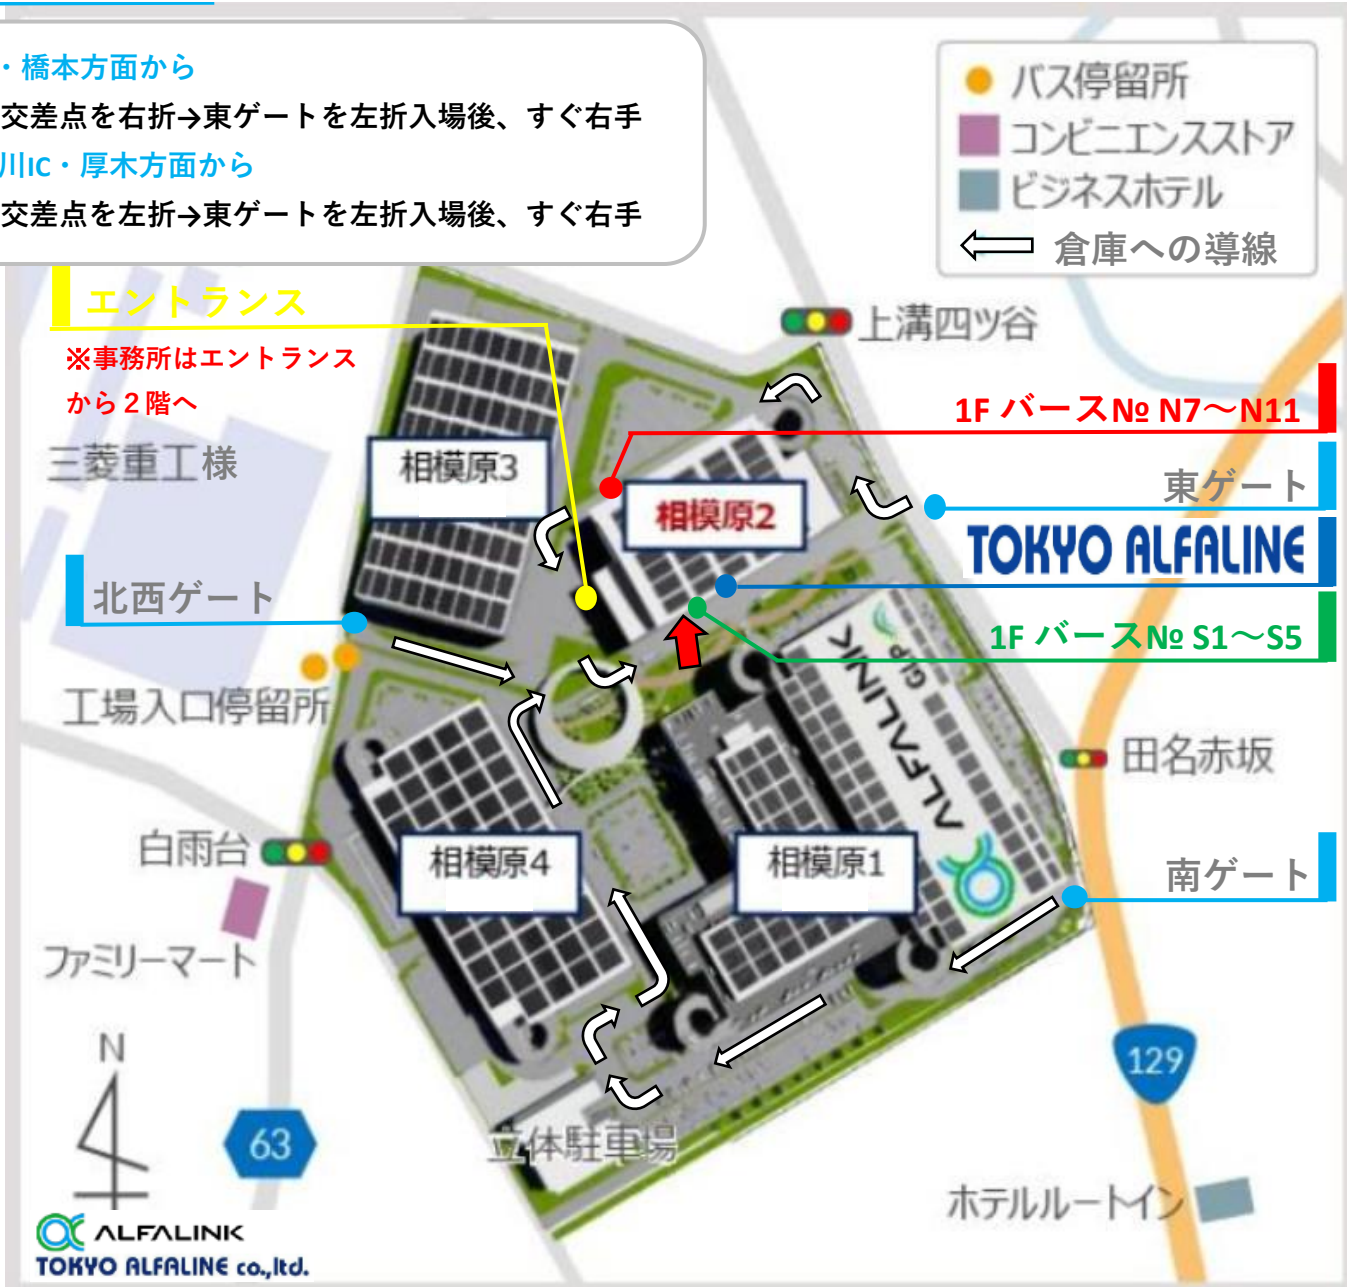 ・橋本方面から
交差点を右折→東ゲートを左折入場後、すぐ右手
川IC・厚木方面から
交差点を左折→東ゲートを左折入場後、すぐ右手
バス停留所
コンビニエンスストア
ビジネスホテル
倉庫への導線
エントランス
※事務所はエントランス
から２階へ
上溝四ツ谷
1F バース№ N7～N11
三菱重工様
相模原3
相模原2
東ゲート
TOKYO ALFALINE
北西ゲート
1F バース№ S1～S5
GLP
ALFALINK
工場入口停留所
田名赤坂
白雨台
相模原4
相模原1
南ゲート
ファミリーマート
N
129
63
立体駐車場
ホテルルートイン
ALFALINK
TOKYO ALFALINE co.,ltd.